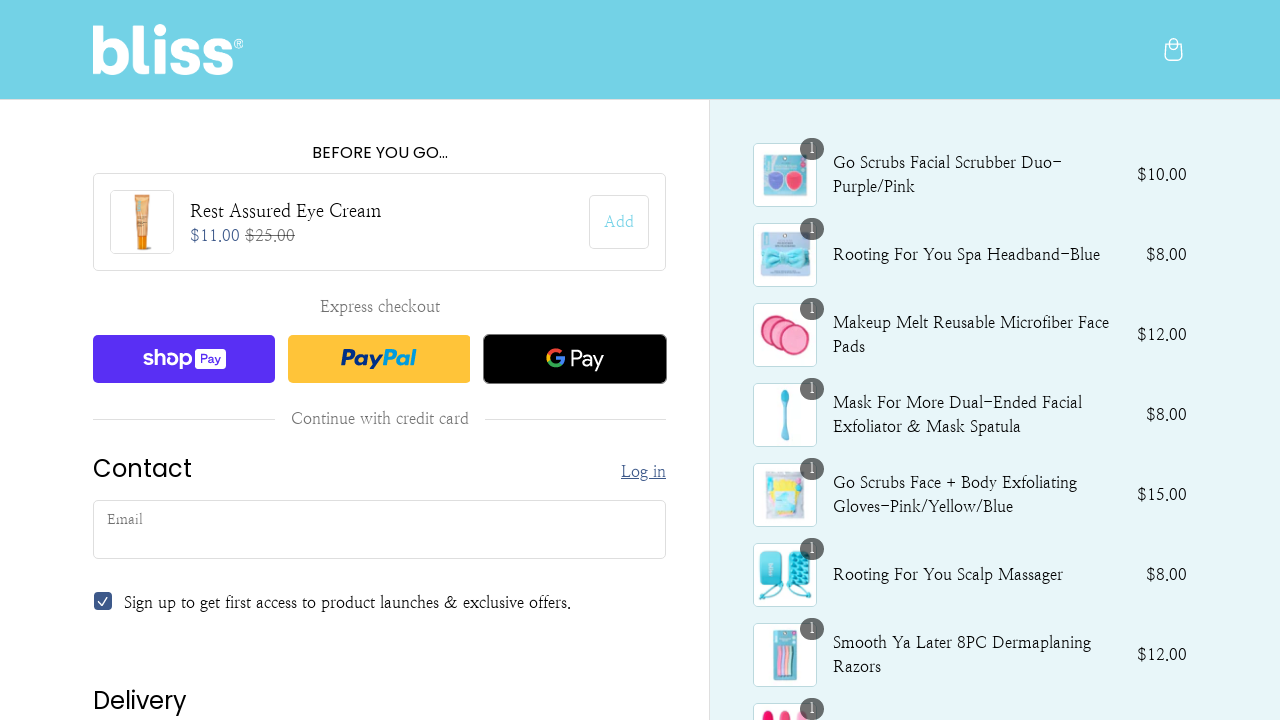 bliss®
BEFORE YOU GO...
Rest Assured Eye Cream
$11.00 $25.00
Add
Express checkout
shop Pay
PayPal
G Pay
Continue with credit card
Contact
Log in
Email
Sign up to get first access to product launches & exclusive offers.
Delivery
1
Go Scrubs Facial Scrubber Duo-
Purple/Pink
$10.00
1
Rooting For You Spa Headband-Blue
$8.00
1
Makeup Melt Reusable Microfiber Face
Pads
$12.00
1
Mask For More Dual-Ended Facial
Exfoliator & Mask Spatula
$8.00
1
Go Scrubs Face + Body Exfoliating
Gloves-Pink/Yellow/Blue
$15.00
1
Rooting For You Scalp Massager
$8.00
1
Smooth Ya Later 8PC Dermaplaning
Razors
$12.00
1